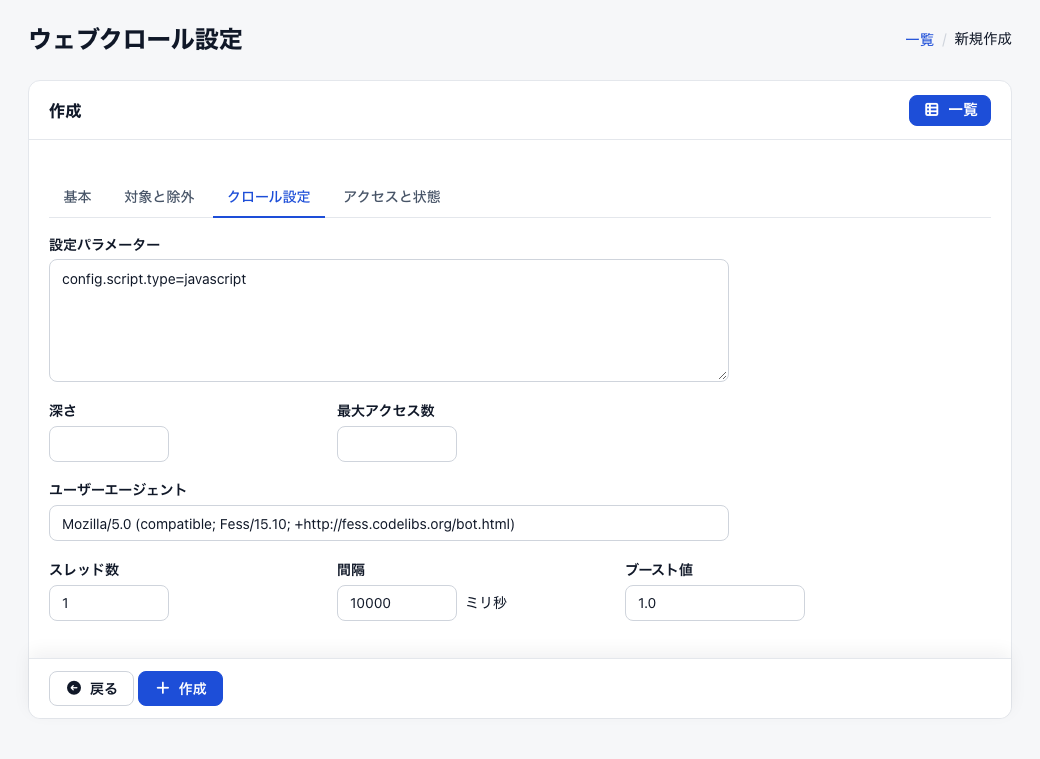 ウェブクロール設定
一覧 / 新規作成
作成
一覧
基本 対象と除外 クロール設定 アクセスと状態
設定パラメーター
config.script.type=javascript
深さ 最大アクセス数
ユーザーエージェント
Mozilla/5.0 (compatible; Fess/15.10; +http://fess.codelibs.org/bot.html)
スレッド数 間隔 ブースト値
1 10000 ミリ秒 1.0
戻る 作成